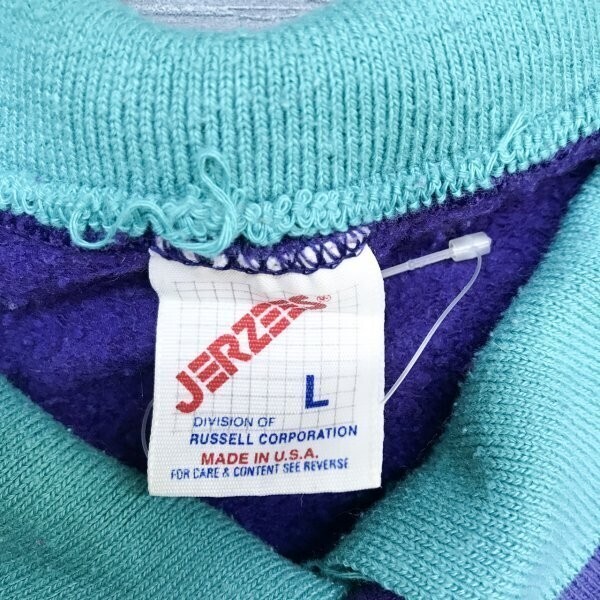 JERZEES®
L
DIVISION OF
RUSSELL CORPORATION
MADE IN U.S.A.
FOR CARE & CONTENT SEE REVERSE